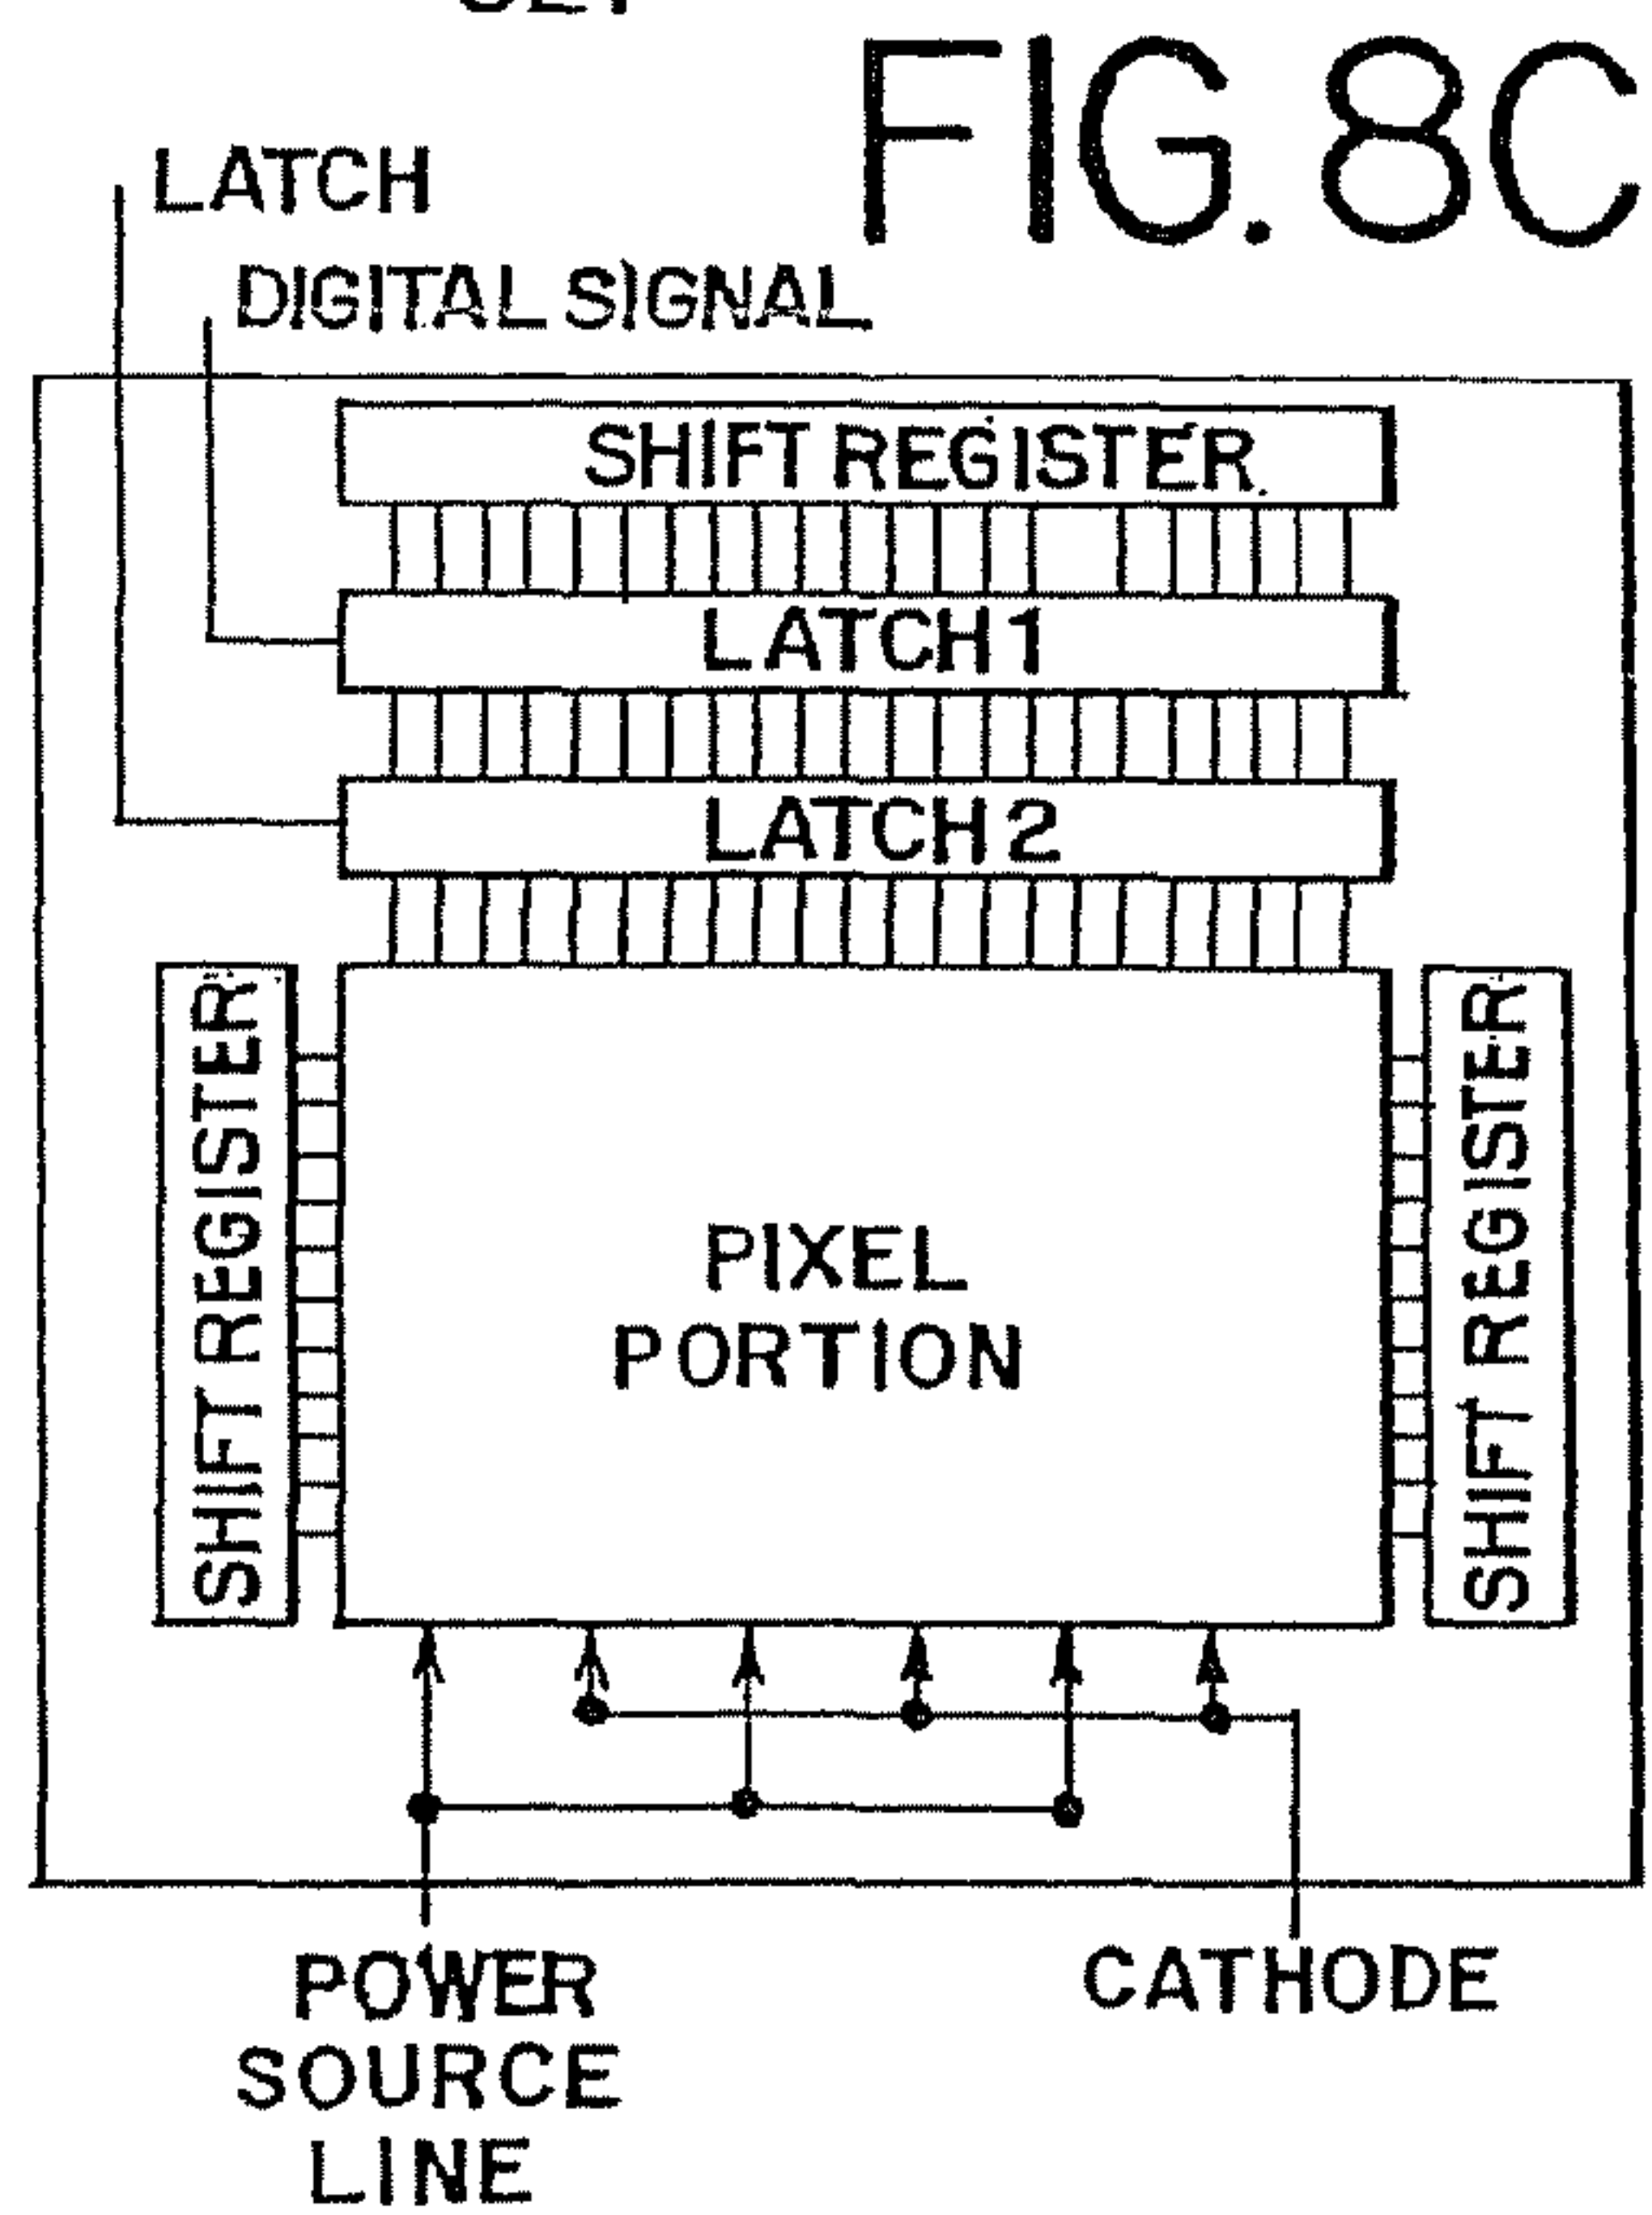 FIG. 8C
LATCH
DIGITAL SIGNAL
SHIFT REGISTER
LATCH 1
LATCH 2
SHIFT REGISTER
PIXEL
PORTION
SHIFT REGISTER
POWER
SOURCE
LINE
CATHODE